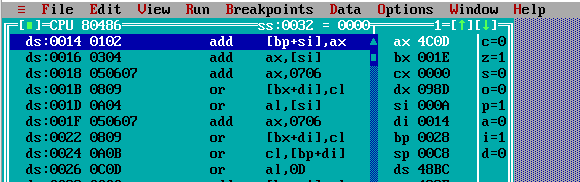 ≡ File Edit View Run Breakpoints Data Options Window Help
[■]=CPU 80486 ss:0032 = 0000 1=[↑][↓]
ds:0014 0102 add [bp+si],ax ax 4C0D c=0
ds:0016 0304 add ax,[si] bx 001E z=1
ds:0018 050607 add ax,0706 cx 0000 s=0
ds:001B 0809 or [bx+di],cl dx 098D o=0
ds:001D 0A04 or al,[si] si 000A p=1
ds:001F 050607 add ax,0706 di 0014 a=0
ds:0022 0809 or [bx+di],cl bp 0028 i=1
ds:0024 0A0B or cl,[bp+di] sp 00C8 d=0
ds:0026 0C0D or al,0D ds 48BC